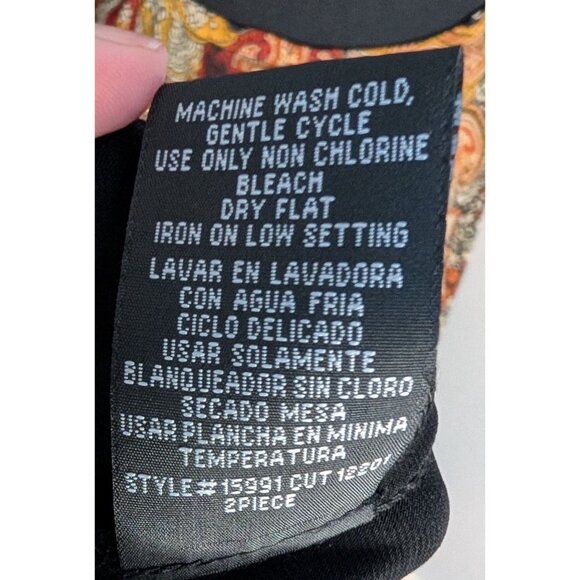 MACHINE WASH COLD,
GENTLE CYCLE
USE ONLY NON CHLORINE
BLEACH
DRY FLAT
IRON ON LOW SETTING
LAVAR EN LAVADORA
CON AGUA FRIA
CICLO DELICADO
USAR SOLAMENTE
BLANQUEADOR SIN CLORO
SECADO MESA
USAR PLANCHA EN MINIMA
TEMPERATURA
STYLE# 15991 CUT
2PIECE